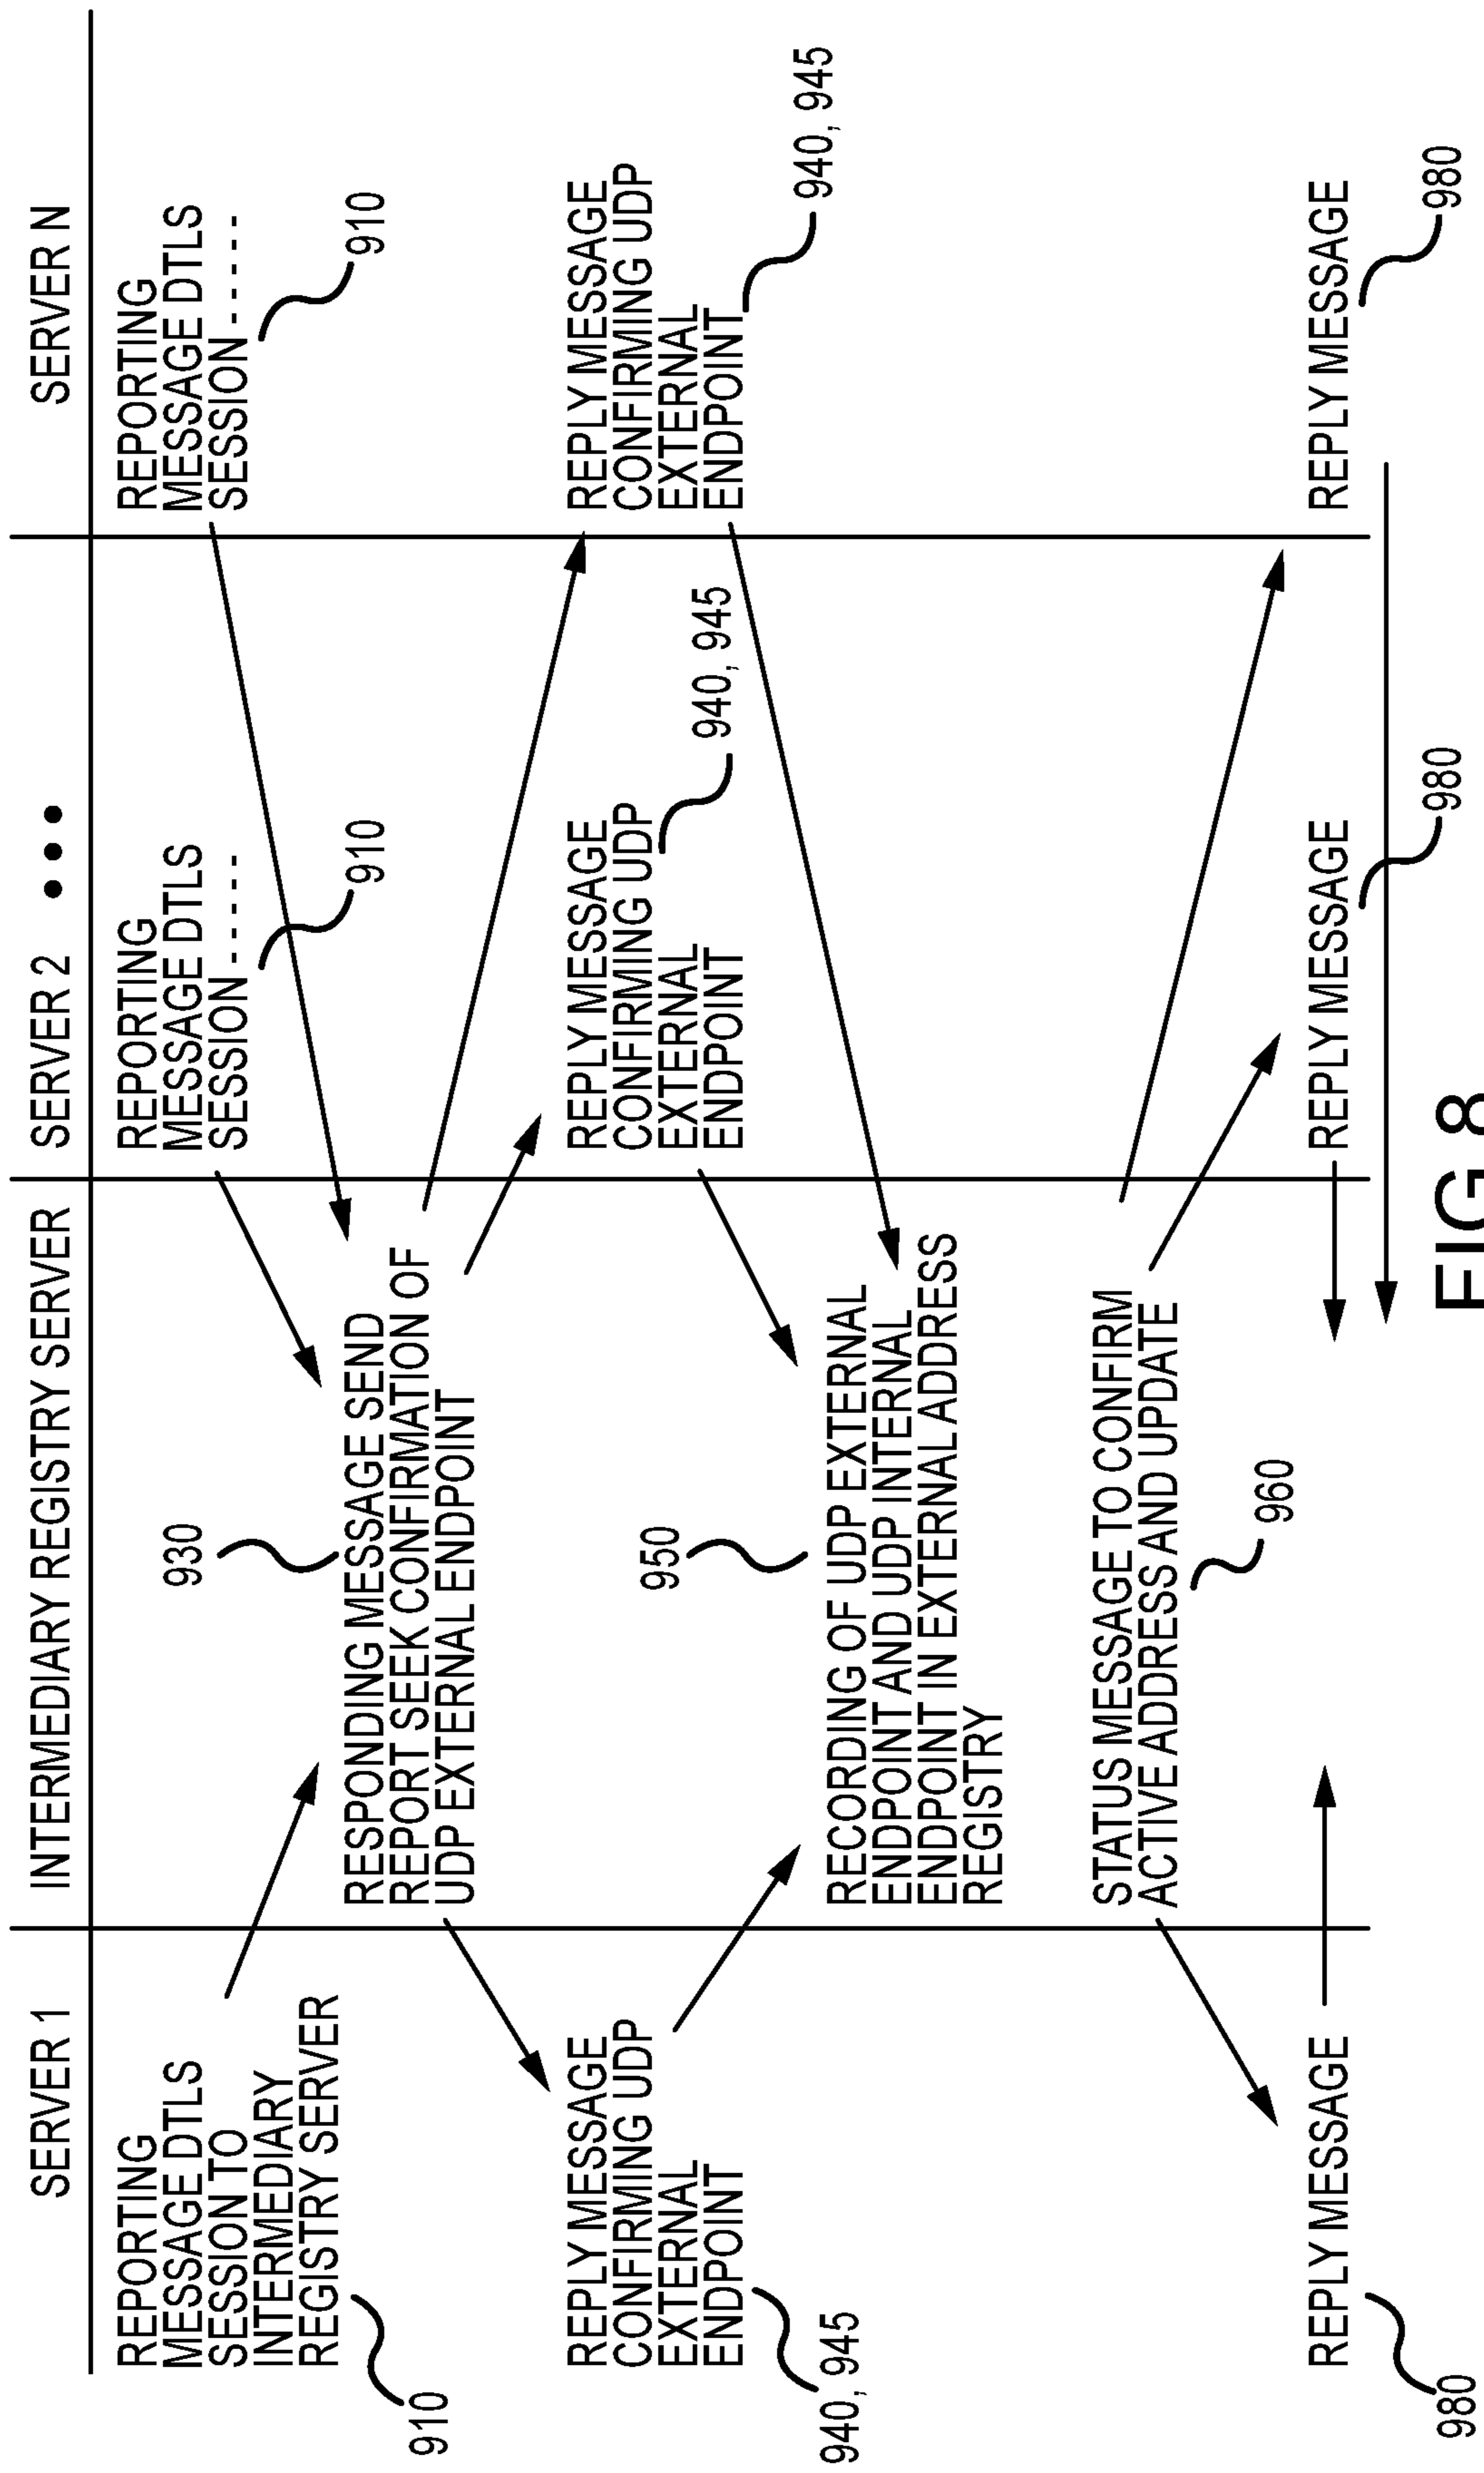 SERVER 1
INTERMEDIARY REGISTRY SERVER
SERVER 2 • • •
SERVER N
REPORTING
MESSAGE DTLS
SESSION TO
INTERMEDIARY
REGISTRY SERVER
910
REPORTING
MESSAGE DTLS
SESSION ------
910
REPORTING
MESSAGE DTLS
SESSION ------
910
930
RESPONDING MESSAGE SEND
REPORT SEEK CONFIRMATION OF
UDP EXTERNAL ENDPOINT
REPLY MESSAGE
CONFIRMING UDP
EXTERNAL
ENDPOINT
940, 945
REPLY MESSAGE
CONFIRMING UDP
EXTERNAL
ENDPOINT
940, 945
REPLY MESSAGE
CONFIRMING UDP
EXTERNAL
ENDPOINT
940, 945
950
RECORDING OF UDP EXTERNAL
ENDPOINT AND UDP INTERNAL
ENDPOINT IN EXTERNAL ADDRESS
REGISTRY
STATUS MESSAGE TO CONFIRM
ACTIVE ADDRESS AND UPDATE
960
REPLY MESSAGE
980
REPLY MESSAGE
980
REPLY MESSAGE
980
FIG 8